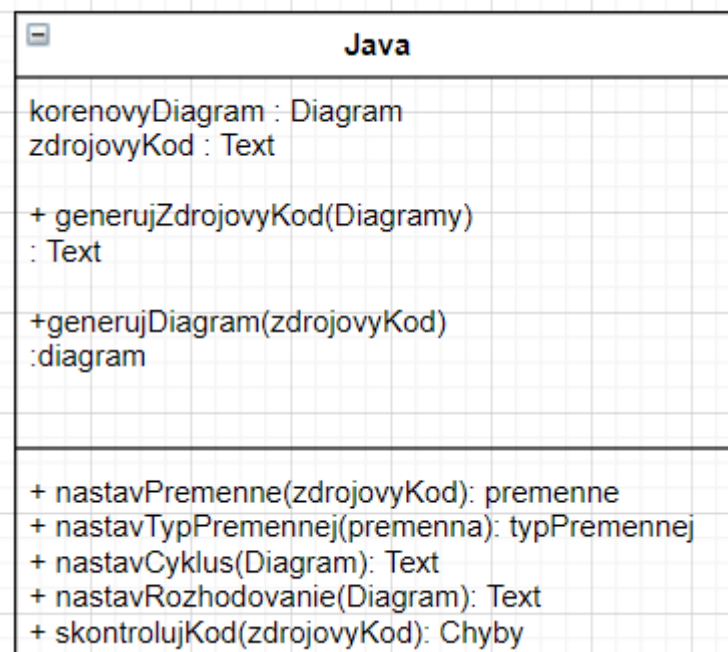 Java
korenovyDiagram : Diagram
zdrojovyKod : Text
+ generujZdrojovyKod(Diagramy)
: Text
+generujDiagram(zdrojovyKod)
:diagram
+ nastavPremenne(zdrojovyKod): premenne
+ nastavTypPremennej(premenna): typPremennej
+ nastavCyklus(Diagram): Text
+ nastavRozhodovanie(Diagram): Text
+ skontrolujKod(zdrojovyKod): Chyby